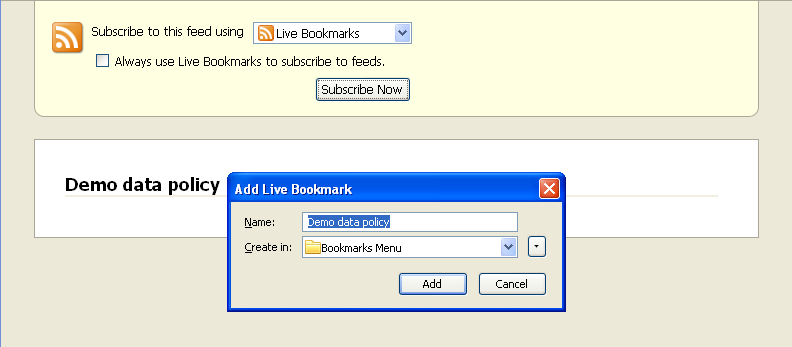 Subscribe to this feed using Live Bookmarks
Always use Live Bookmarks to subscribe to feeds.
Subscribe Now
Demo data policy
Add Live Bookmark
Name: Demo data policy
Create in: Bookmarks Menu
Add Cancel